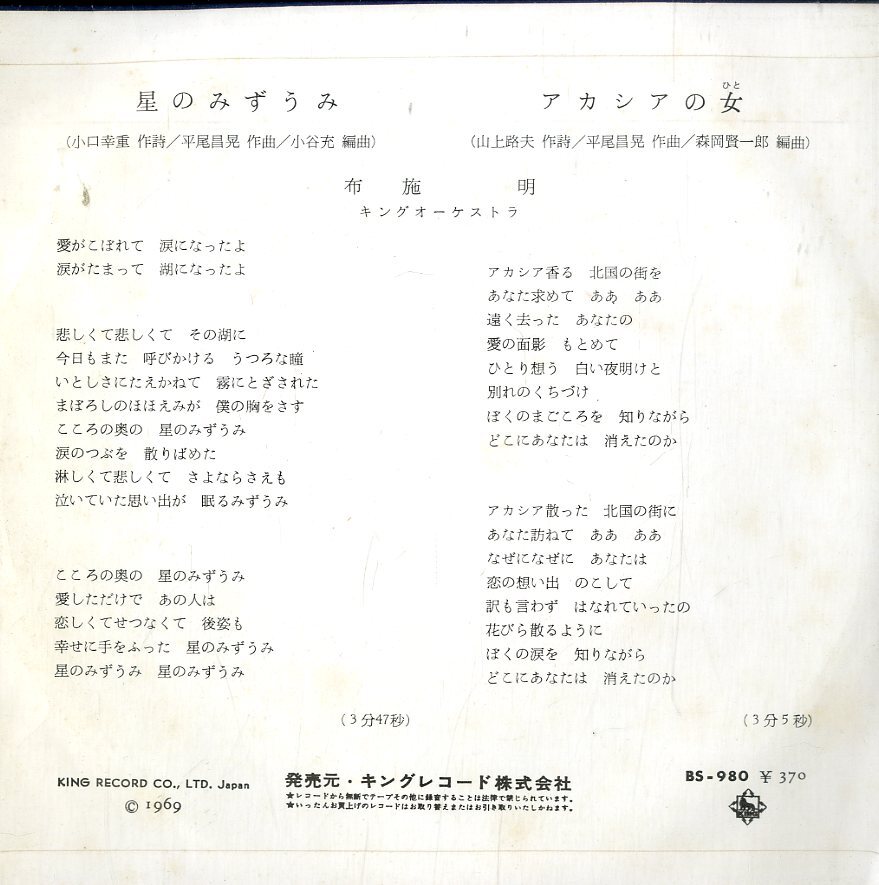 星のみずうみ
(小口幸重 作詩／平尾昌晃 作曲／小谷充 編曲)
アカシアの女
ひと
(山上路夫 作詩／平尾昌晃 作曲／森岡賢一郎 編曲)
布施 明
キングオーケストラ
愛がこぼれて 涙になったよ
涙がたまって 湖になったよ
悲しくて悲しくて その湖に
今日もまた 呼びかける うつろな瞳
いとしさにたえかねて 霧にとざされた
まぼろしのほほえみが 僕の胸をさす
こころの奥の 星のみずうみ
涙のつぶを 散りばめた
淋しくて悲しくて さよならさえも
泣いていた思い出が 眠るみずうみ
こころの奥の 星のみずうみ
愛しただけで あの人は
恋しくてせつなくて 後姿も
幸せに手をふった 星のみずうみ
星のみずうみ 星のみずうみ
(3分47秒)
アカシア香る 北国の街を
あなた求めて ああ ああ
遠く去った あなたの
愛の面影 もとめて
ひとり想う 白い夜明けと
別れのくちづけ
ぼくのまごころを 知りながら
どこにあなたは 消えたのか
アカシア散った 北国の街に
あなた訪ねて ああ ああ
なぜになぜに あなたは
恋の想い出 のこして
訳も言わず はなれていったの
花びら散るように
ぼくの涙を 知りながら
どこにあなたは 消えたのか
(3分5秒)
KING RECORD CO., LTD. Japan
© 1969
発売元・キングレコード株式会社
★レコードから無断でテープその他に録音することは法律で禁じられています。
★いったんお買上げのレコードはお取り替えまたはお引き取りいたしかねます。
BS-980 ¥370